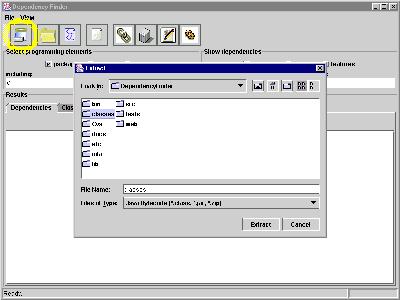 Dependency Finder
File View
Select programming elements
Show dependencies
features
including:
Results
Dependencies
Extract
Look in: DependencyFinder
bin src
classes tests
CVS web
docs
etc
lib
File Name: classes
Files of Type: Java Bytecode (*.class, *.jar, *.zip)
Extract Cancel
Ready.